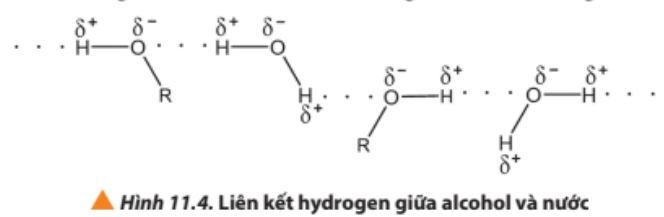 δ+ δ− δ+ δ− 
· · · H—O · · · H—O
δ− δ+ δ− δ+
R H · · · O—H · · · O—H · · ·
δ+
R H
δ+
Hình 11.4. Liên kết hydrogen giữa alcohol và nước